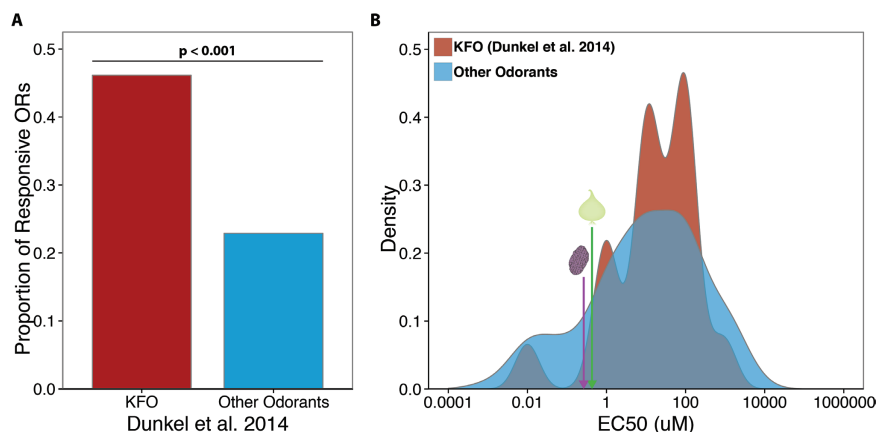 A
p < 0.001
Proportion of Responsive ORs
0.5
0.4
0.3
0.2
0.1
0.0
KFO
Other Odorants
Dunkel et al. 2014
B
KFO (Dunkel et al. 2014)
Other Odorants
Density
0.5
0.4
0.3
0.2
0.1
0.0
0.0001
0.01
1
100
10000
1000000
EC50 (uM)